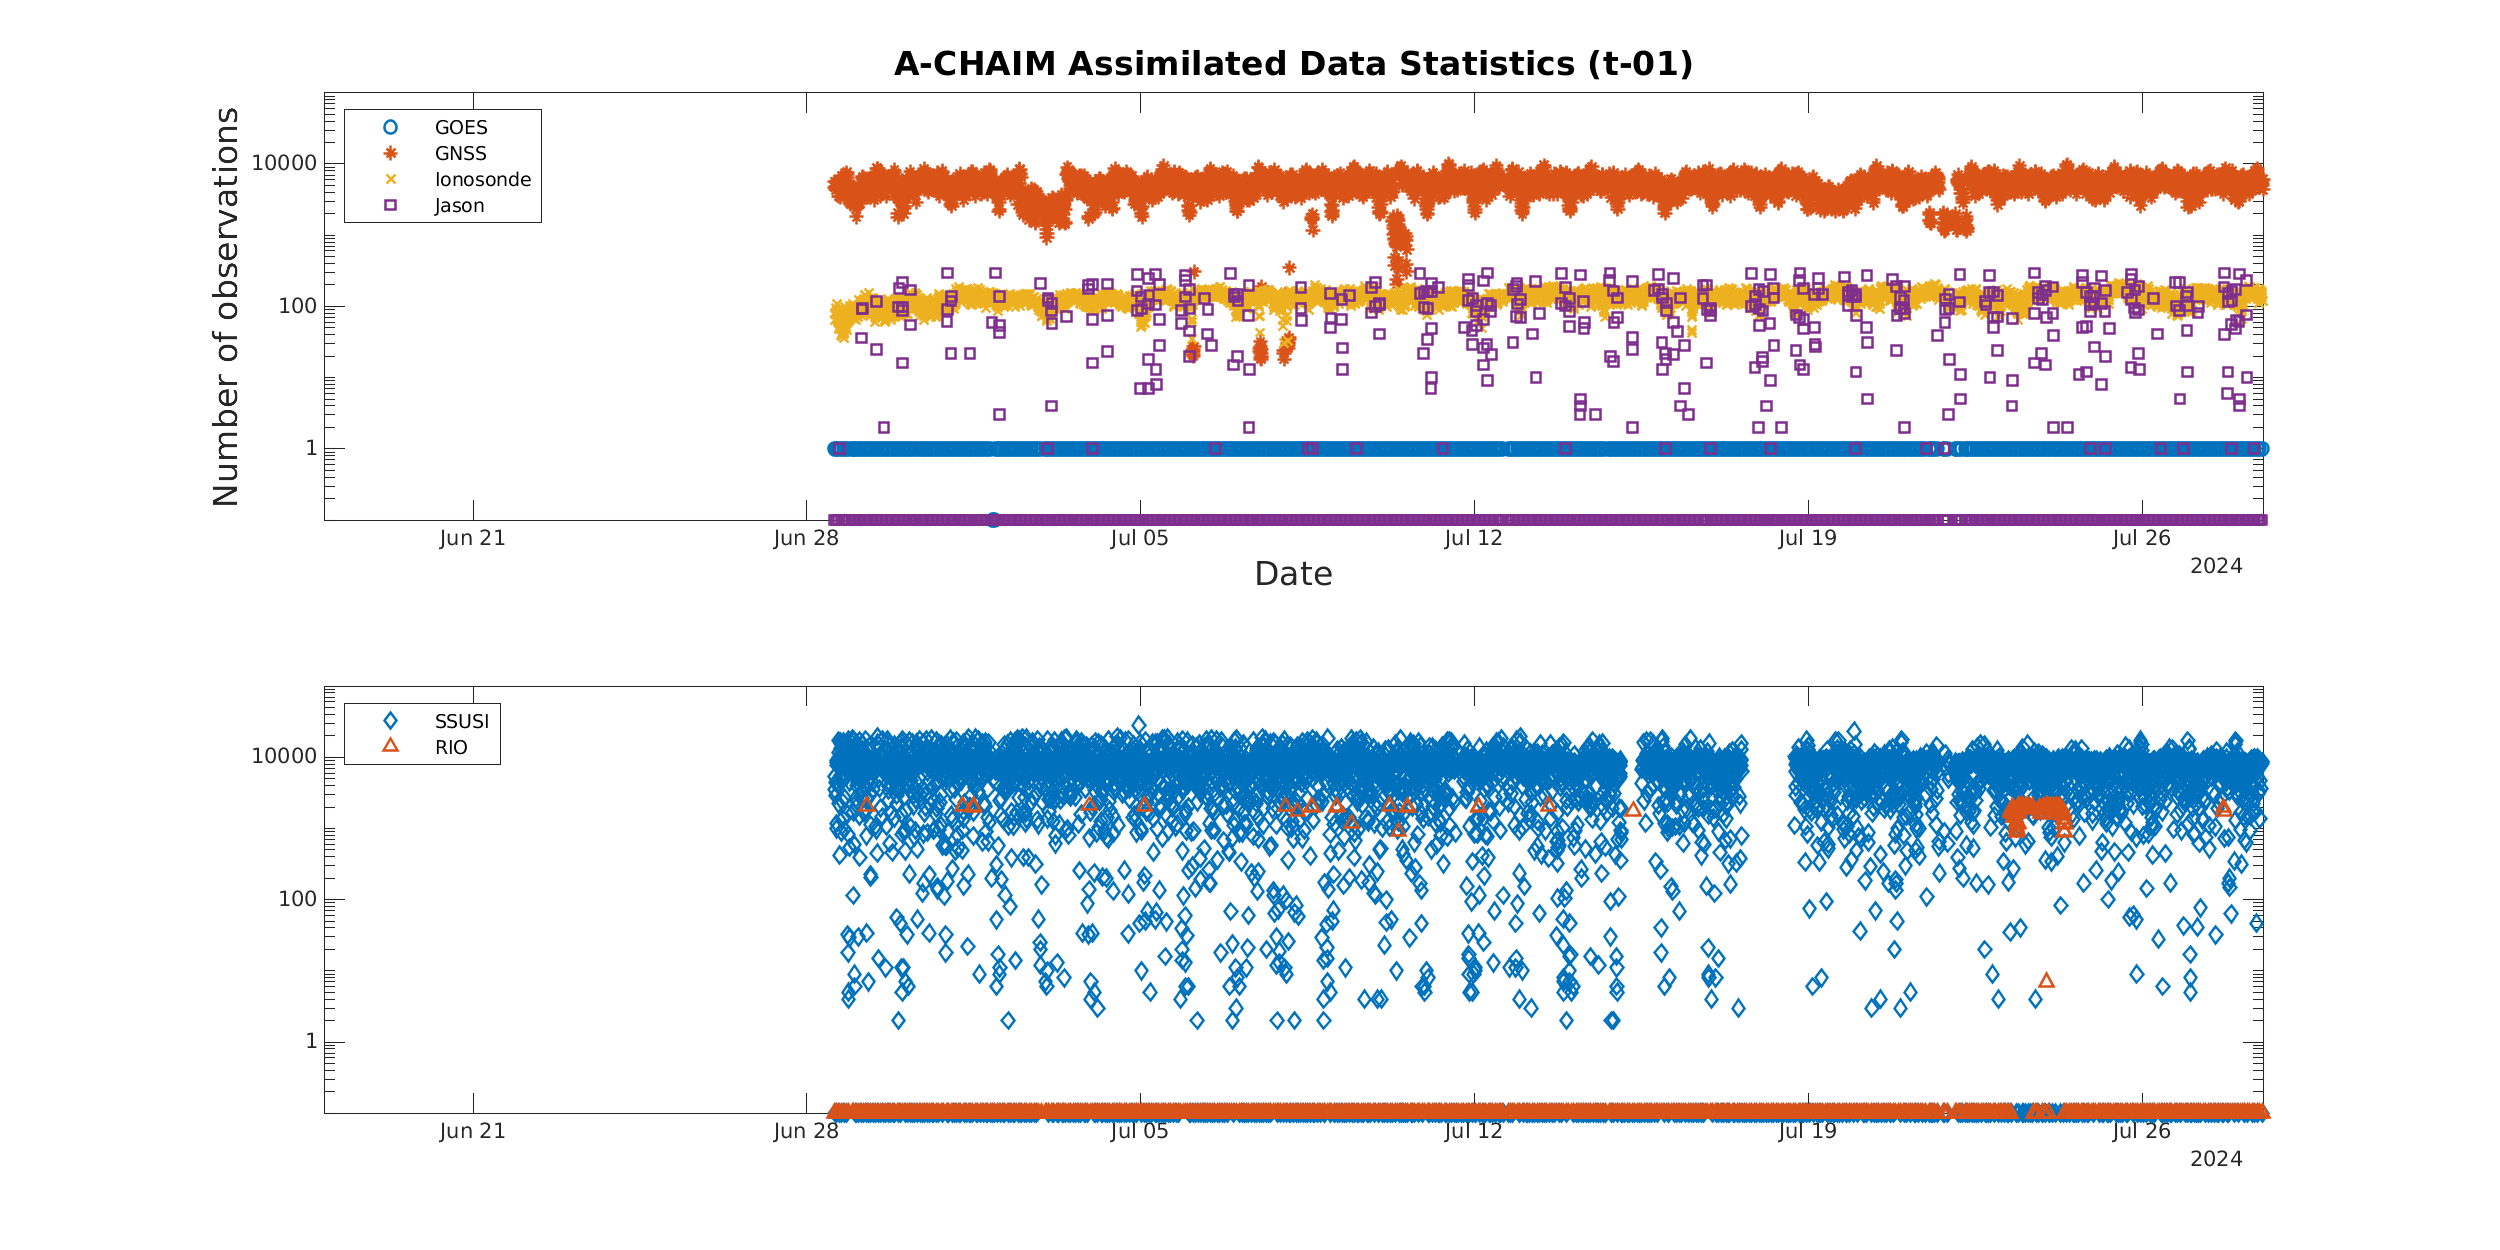 A-CHAIM Assimilated Data Statistics (t-01)
Number of observations
10000
100
1
GOES
GNSS
Ionosonde
Jason
Jun 21
Jun 28
Jul 05
Jul 12
Jul 19
Jul 26
2024
Date
10000
100
1
SSUSI
RIO
Jun 21
Jun 28
Jul 05
Jul 12
Jul 19
Jul 26
2024